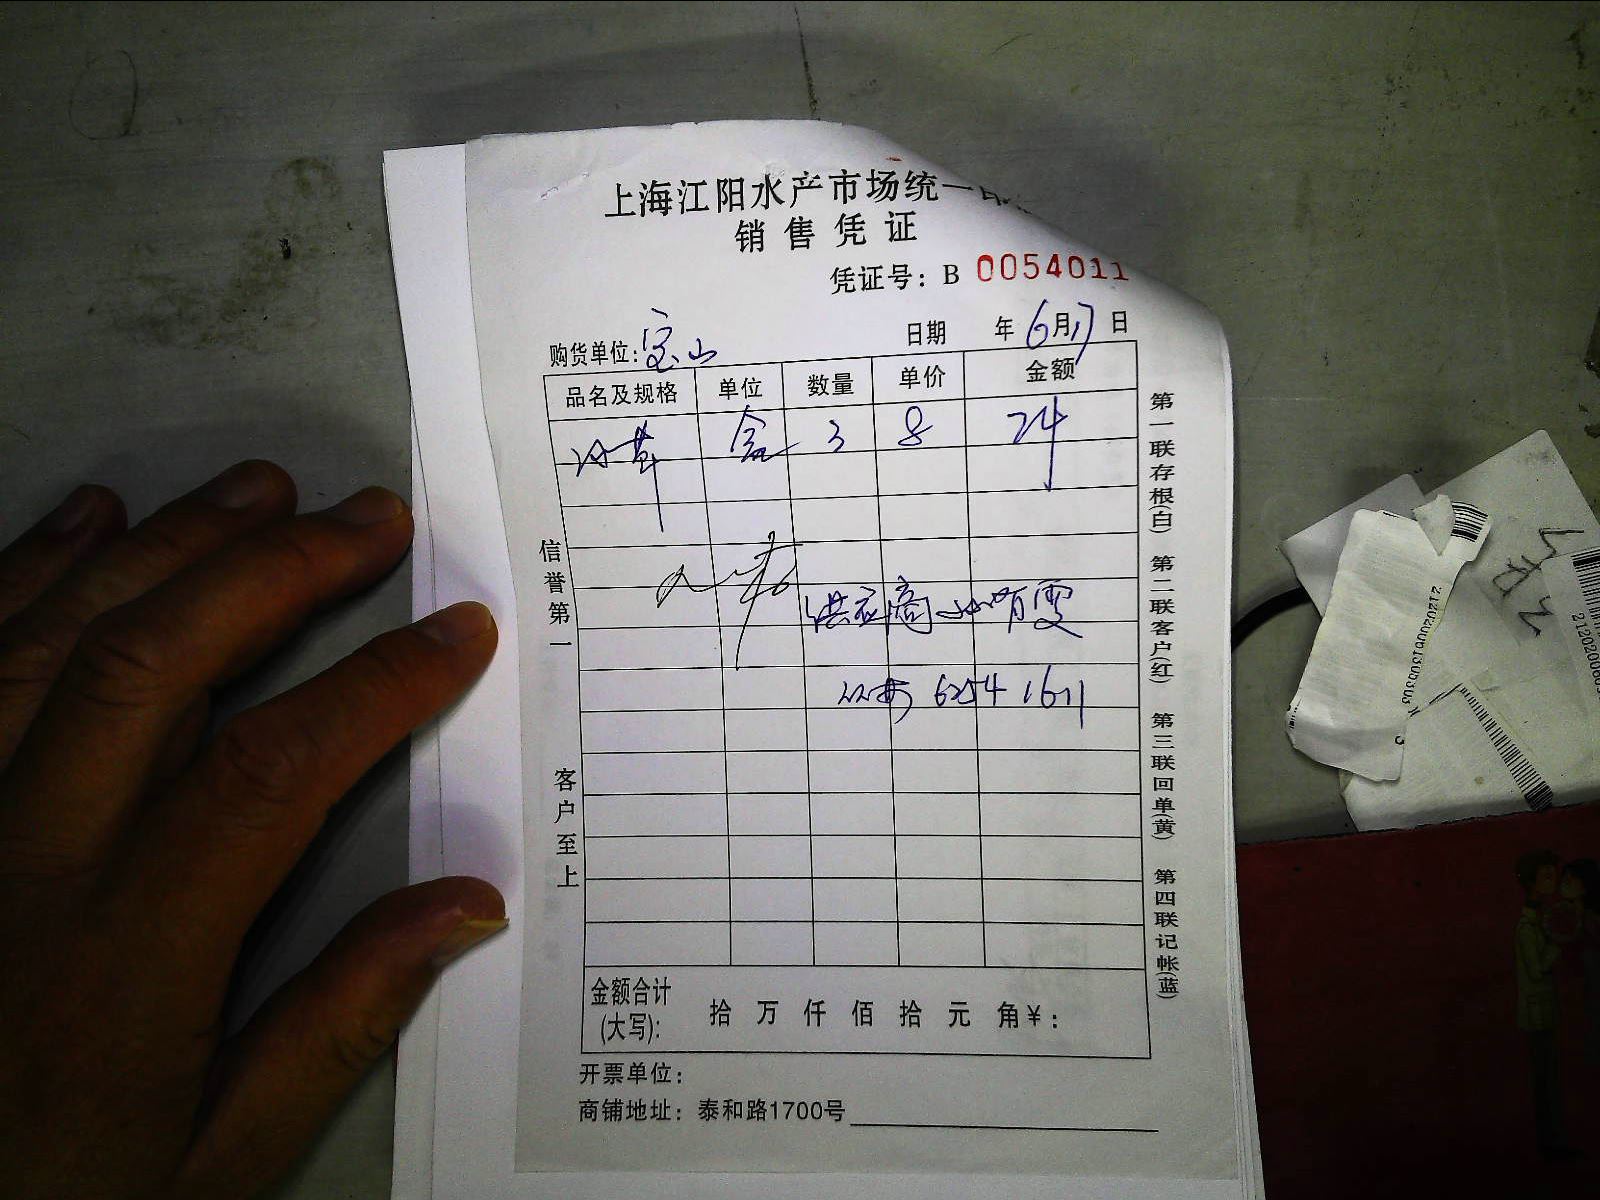 上海江阳水产市场统一
销售凭证
凭证号：B 0054011
购货单位：宝山 日期 年 6月17日
品名及规格 单位 数量 单价 金额
盒 3 8 24
供应商
6254 1611
信誉第一
客户至上
第一联存根(白) 第二联客户(红) 第三联回单(黄) 第四联记帐(蓝)
金额合计(大写)： 拾 万 仟 佰 拾 元 角￥：
开票单位：
商铺地址：泰和路1700号
212020061300303